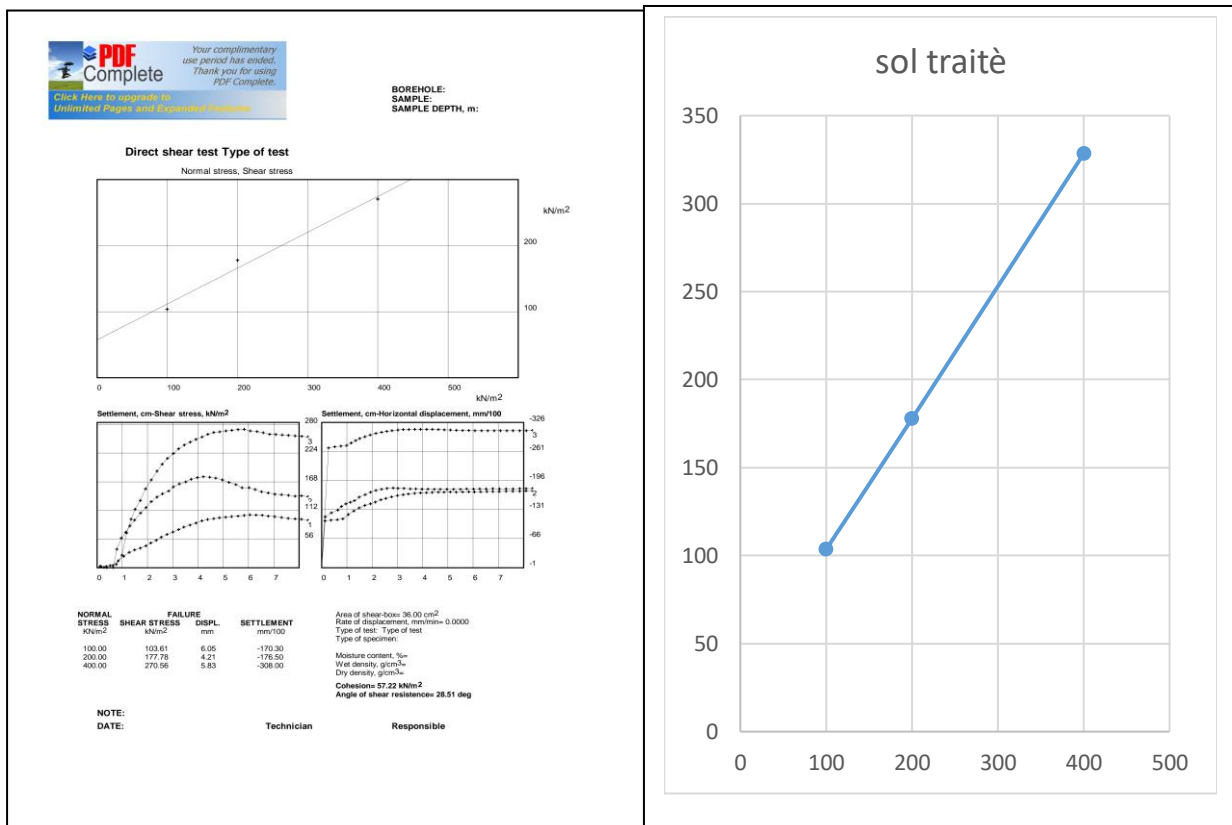 PDF
Complete
Your complimentary
use period has ended.
Thank you for using
PDF Complete.
Click Here to upgrade to
Unlimited Pages and Expanded Features
BOREHOLE:
SAMPLE:
SAMPLE DEPTH, m:
Direct shear test Type of test
Normal stress, Shear stress
kN/m2
200
100
0 100 200 300 400 500
kN/m2
Settlement, cm-Shear stress, kN/m2
280
224
168
112
56
3
2
1
0 1 2 3 4 5 6 7
Settlement, cm-Horizontal displacement, mm/100
-326
-261
-196
-131
-66
-1
3
2
0 1 2 3 4 5 6 7
NORMAL FAILURE
STRESS SHEAR STRESS DISPL. SETTLEMENT
KN/m2 kN/m2 mm mm/100
100.00 103.61 6.05 -170.30
200.00 177.78 4.21 -176.50
400.00 270.56 5.83 -308.00
Area of shear-box= 36.00 cm2
Rate of displacement, mm/min= 0.0000
Type of test: Type of test
Type of specimen:
Moisture content, %=
Wet density, g/cm3=
Dry density, g/cm3=
Cohesion= 57.22 kN/m2
Angle of shear resistence= 28.51 deg
NOTE:
DATE: Technician Responsible
sol traitè
350
300
250
200
150
100
50
0
0 100 200 300 400 500